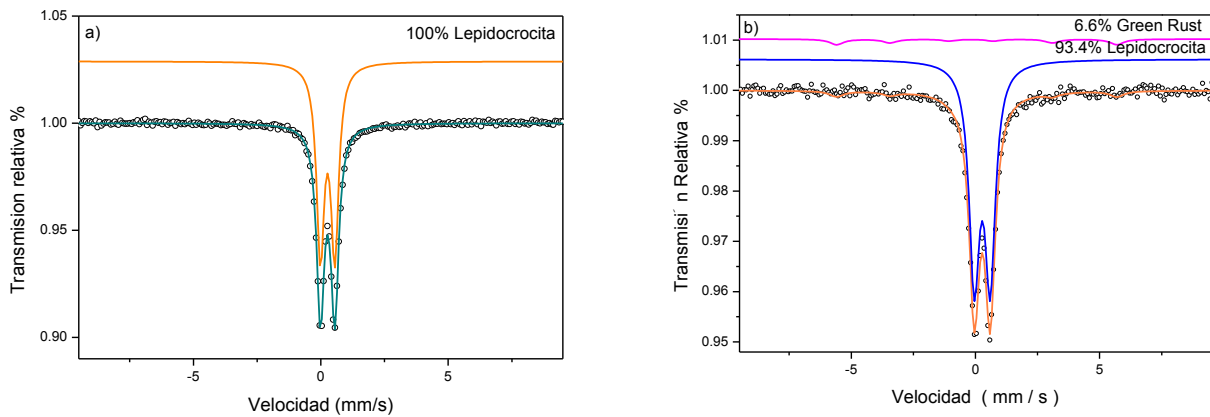 1.05
a)
100% Lepidocrocita
1.00
0.95
0.90
Transmision relativa %
-5
0
5
Velocidad (mm/s)
b)
6.6% Green Rust
1.01
93.4% Lepidocrocita
1.00
0.99
0.98
0.97
0.96
0.95
Transmisi´ n Relativa %
-5
0
5
Velocidad ( mm / s )